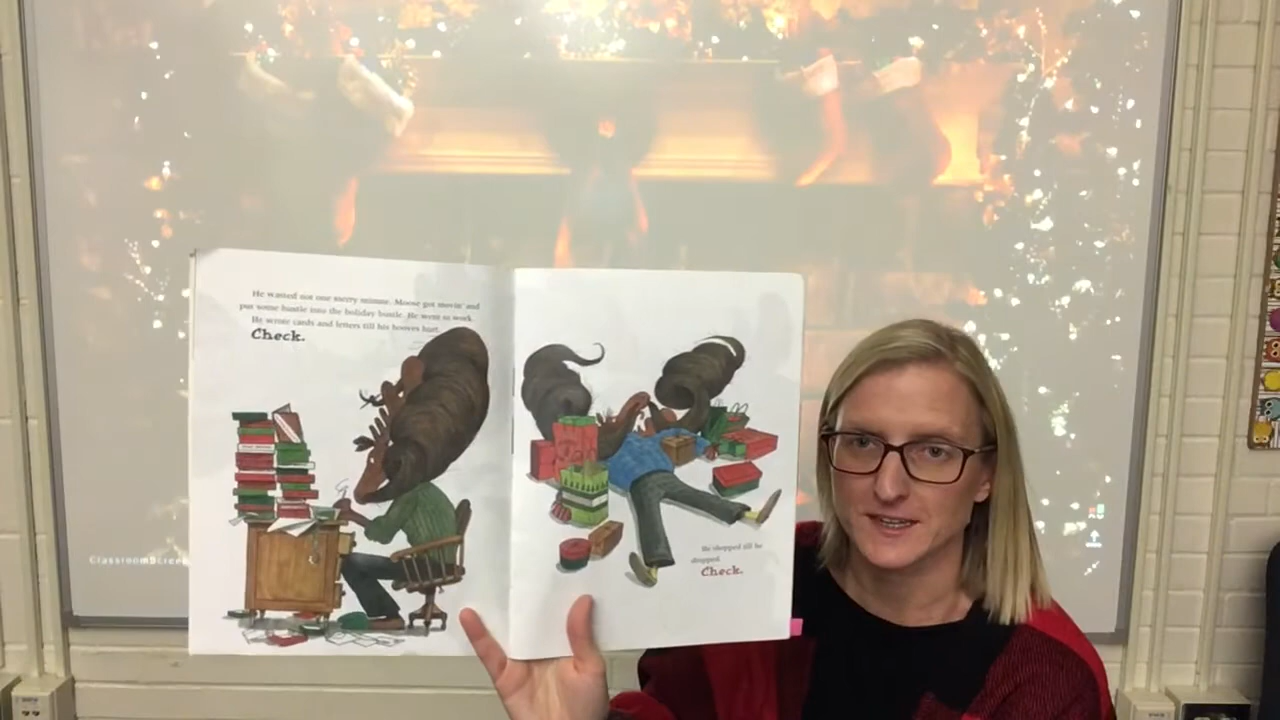 He wasted not one merry minute. Moose got movin' and
put some hustle into the holiday bustle. He went to work.
He wrote cards and letters till his hooves hurt.
Check.
He shopped till he
dropped.
Check.
Classroomscreen